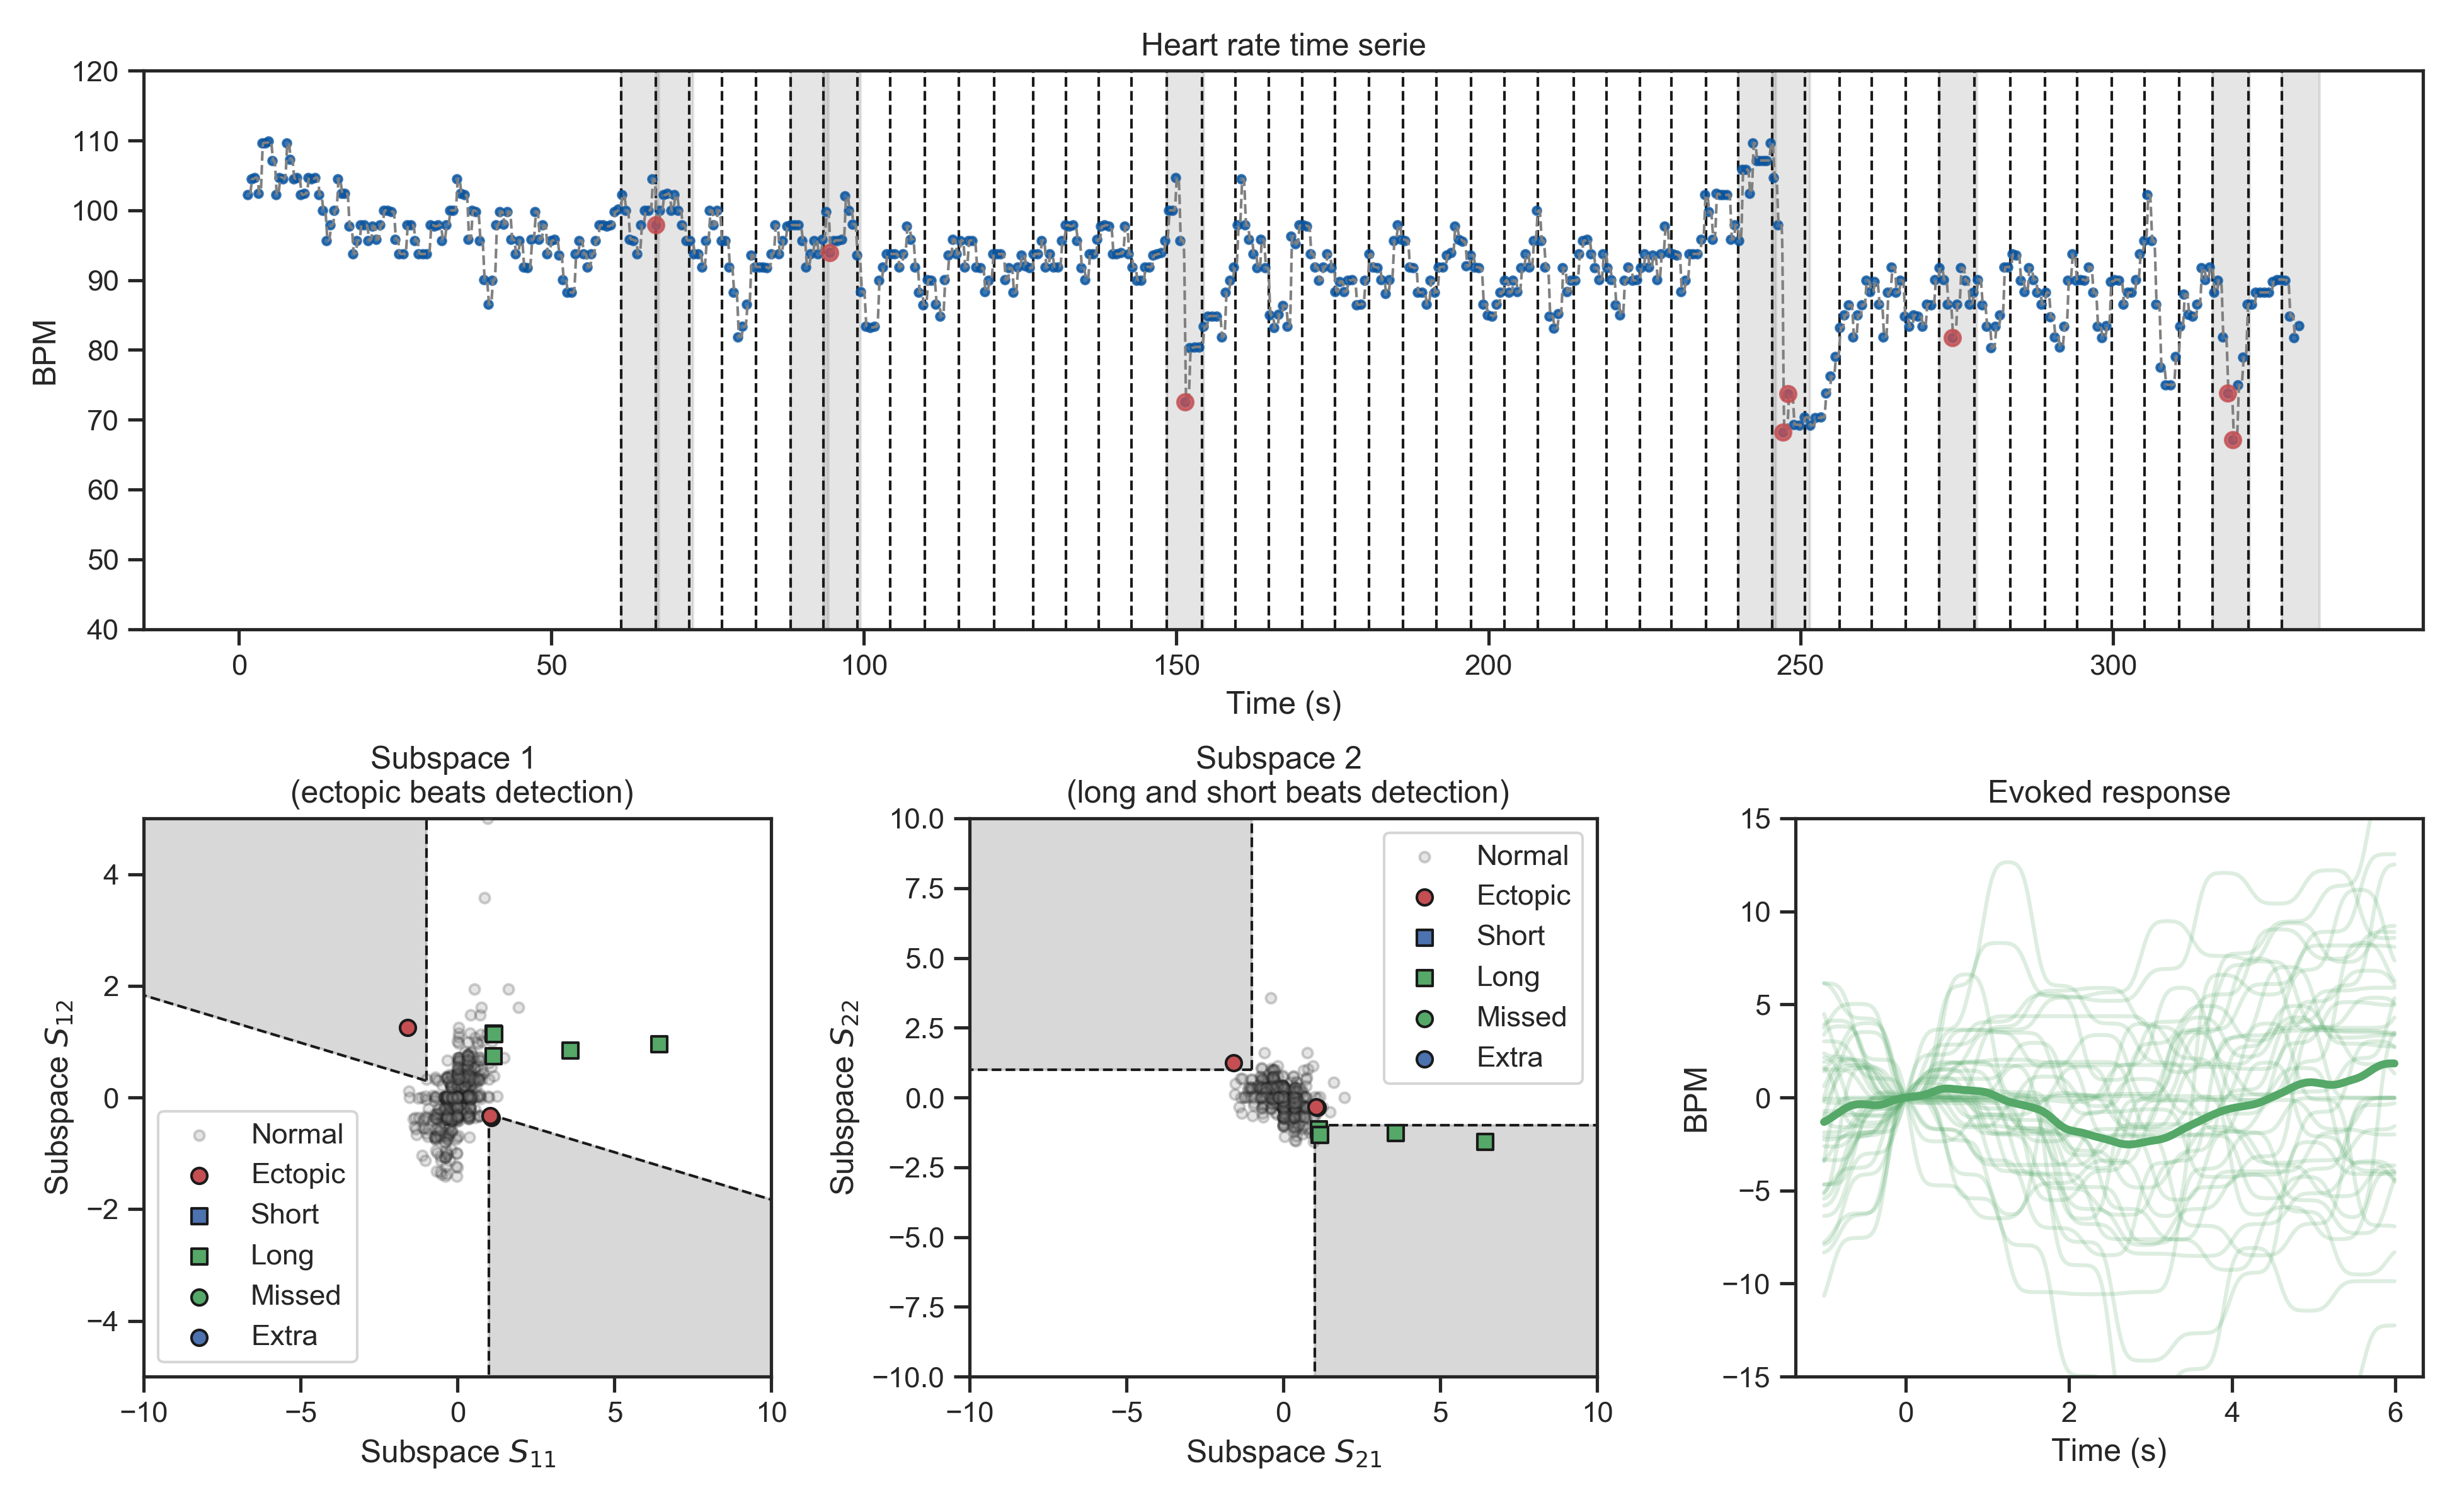 Heart rate time serie
120
110
100
90
80
70
60
50
40
BPM
0 50 100 150 200 250 300
Time (s)
Subspace 1
(ectopic beats detection)
4
2
0
−2
−4
Subspace S12
Normal
Ectopic
Short
Long
Missed
Extra
−10 −5 0 5 10
Subspace S11
Subspace 2
(long and short beats detection)
10.0
7.5
5.0
2.5
0.0
−2.5
−5.0
−7.5
−10.0
Subspace S22
Normal
Ectopic
Short
Long
Missed
Extra
−10 −5 0 5 10
Subspace S21
Evoked response
15
10
5
0
−5
−10
−15
BPM
0 2 4 6
Time (s)